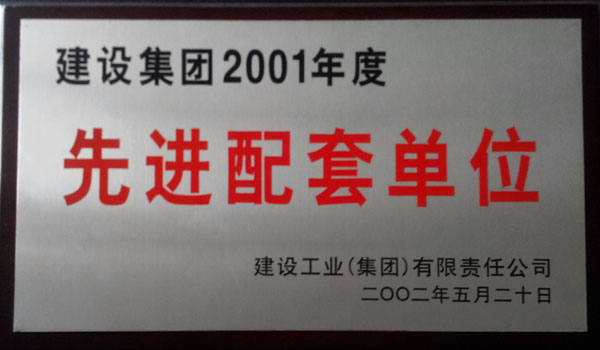 建设集团2001年度
先进配套单位
建设工业(集团)有限责任公司
二〇〇二年五月二十日